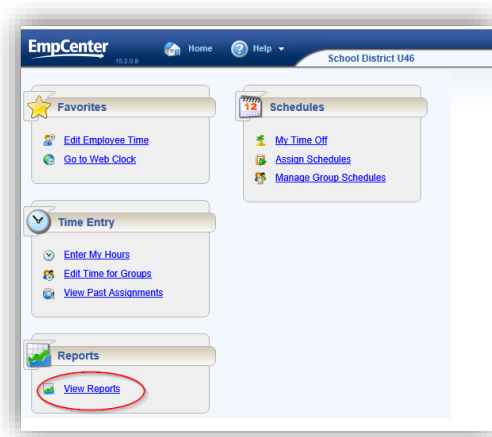 EmpCenter
15.2.0.8
Home
Help
School District U46
Favorites
Edit Employee Time
Go to Web Clock
Time Entry
Enter My Hours
Edit Time for Groups
View Past Assignments
Reports
View Reports
12
Schedules
My Time Off
Assign Schedules
Manage Group Schedules